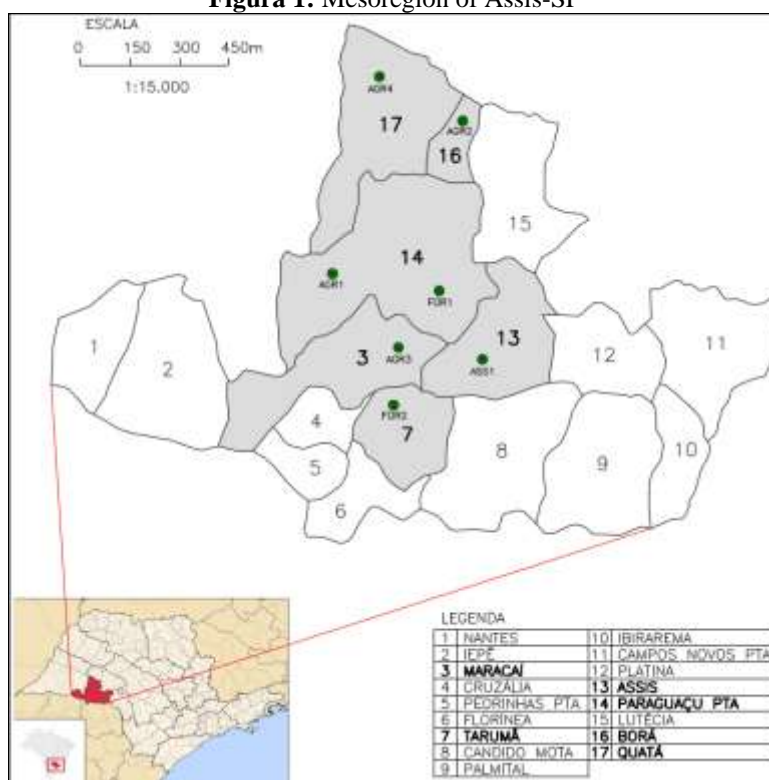 Figura 1: Mesoregion of Assis-SP
ESCALA
0 150 300 450m
1:15.000
AGR4
17
AGR2
16
15
14
AGR1
FOR1
13
11
1
12
3
AGR3
2
ASS1
4
FOR2
7
8
10
9
5
6
LEGENDA
1 NANTES 10 IBIRAREMA
2 IEPÊ 11 CAMPOS NOVOS PTA
3 MARACAÍ 12 PLATINA
4 CRUZÁLIA 13 ASSIS
5 PEDRINHAS PTA 14 PARAGUAÇU PTA
6 FLORÍNEA 15 LUTÉCIA
7 TARUMÃ 16 BORÁ
8 CANDIDO MOTA 17 QUATÁ
9 PALMITAL